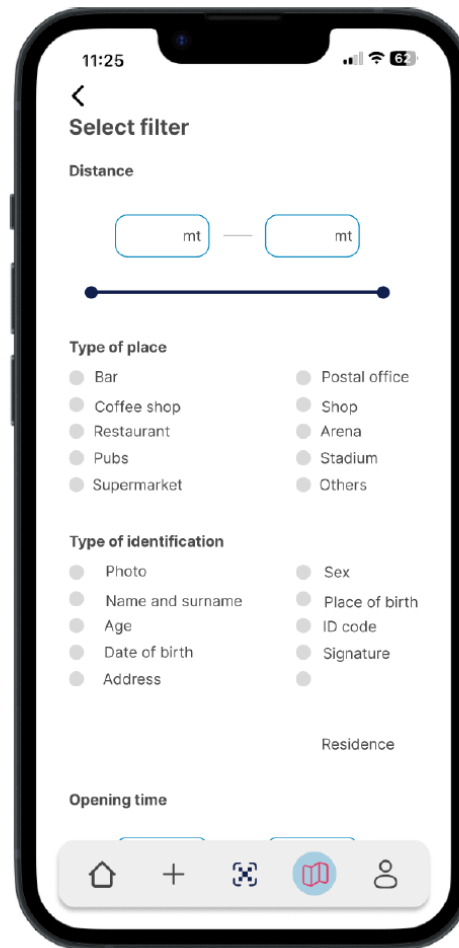 11:25
62
Select filter
Distance
mt — mt
Type of place
Bar
Postal office
Coffee shop
Shop
Restaurant
Arena
Pubs
Stadium
Supermarket
Others
Type of identification
Photo
Sex
Name and surname
Place of birth
Age
ID code
Date of birth
Signature
Address
Residence
Opening time